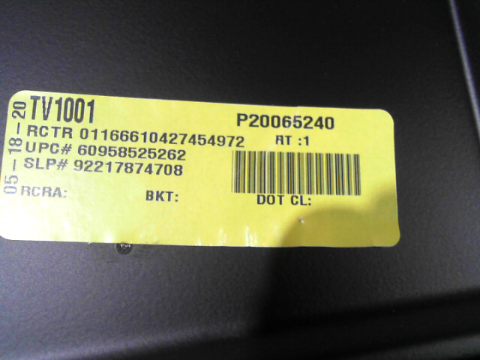 05-18-20
TV1001 P20065240
RCTR 01166610427454972 RT :1
UPC# 60958525262
SLP# 92217874708
RCRA: BKT: DOT CL: